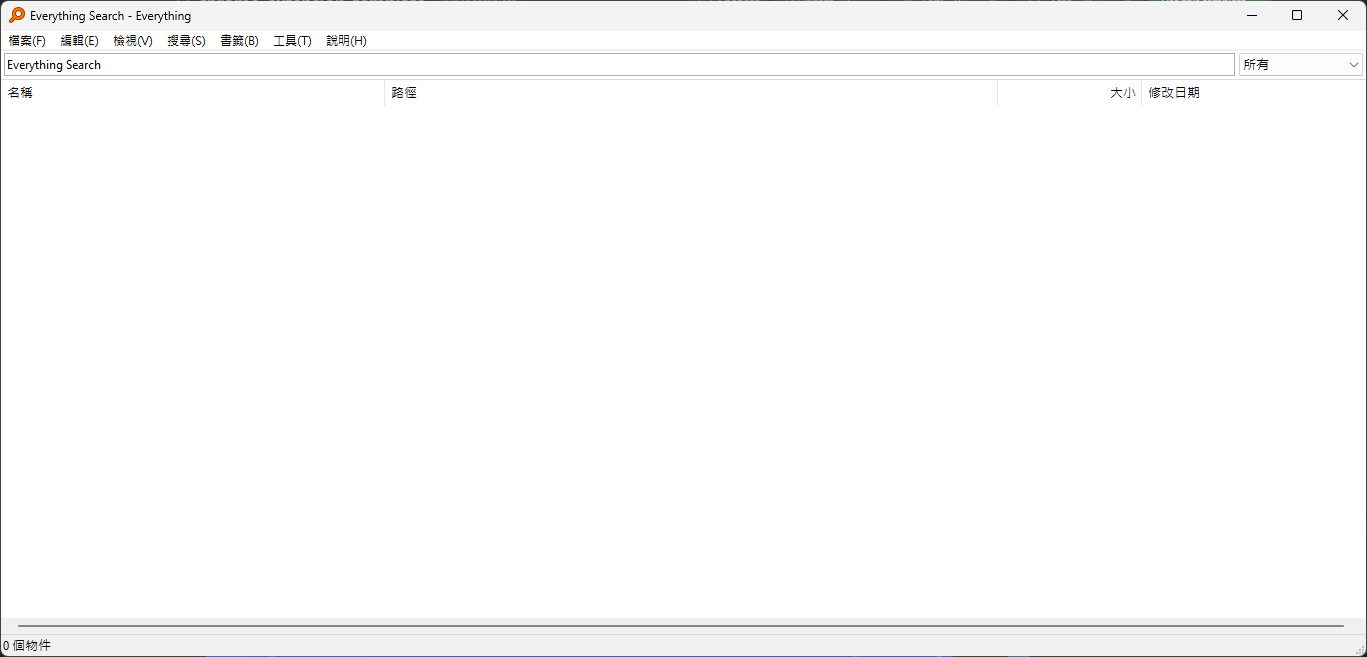 Everything Search - Everything
檔案(F) 編輯(E) 檢視(V) 搜尋(S) 書籤(B) 工具(T) 說明(H)
Everything Search 所有
名稱 路徑 大小 修改日期
0 個物件